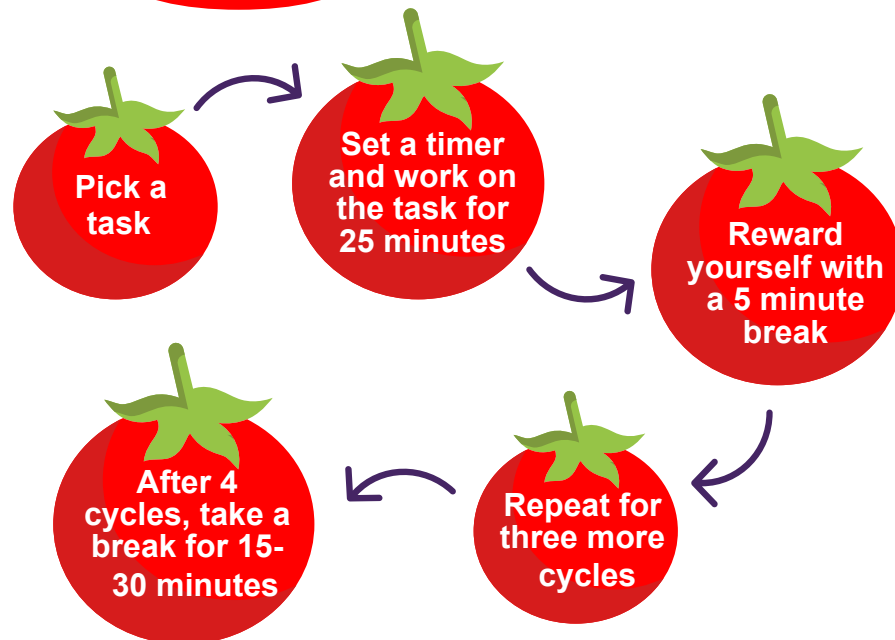 Pick a
task
Set a timer
and work on
the task for
25 minutes
Reward
yourself with
a 5 minute
break
Repeat for
three more
cycles
After 4
cycles, take a
break for 15-
30 minutes